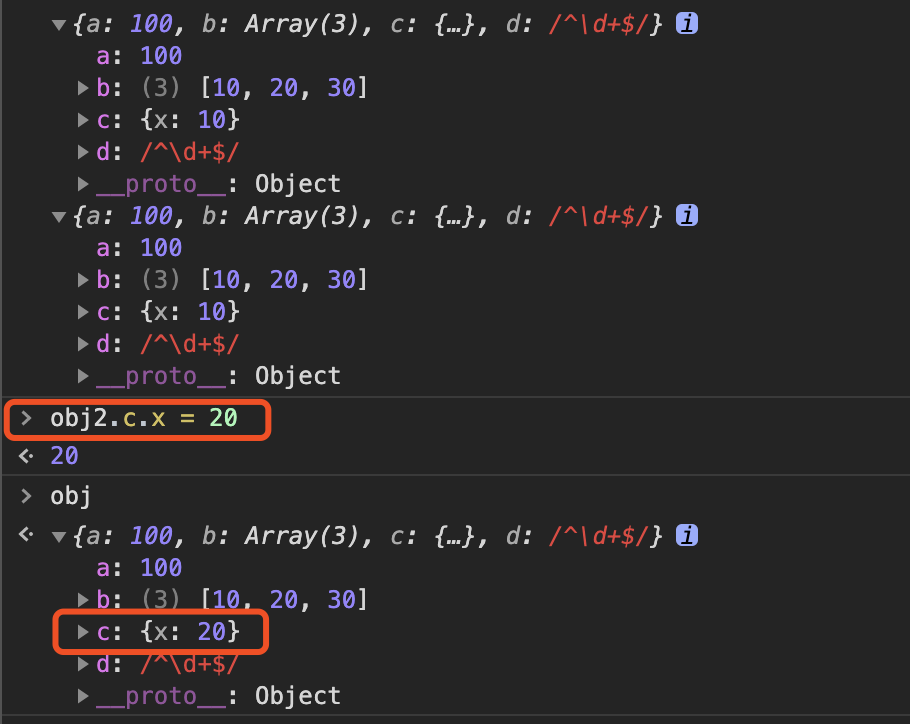 ▼{a: 100, b: Array(3), c: {…}, d: /^\d+$/} i
a: 100
▶b: (3) [10, 20, 30]
▶c: {x: 10}
▶d: /^\d+$/
▶__proto__: Object
▼{a: 100, b: Array(3), c: {…}, d: /^\d+$/} i
a: 100
▶b: (3) [10, 20, 30]
▶c: {x: 10}
▶d: /^\d+$/
▶__proto__: Object
> obj2.c.x = 20
20
> obj
▼{a: 100, b: Array(3), c: {…}, d: /^\d+$/} i
a: 100
▶b: (3) [10, 20, 30]
▶c: {x: 20}
▶d: /^\d+$/
▶__proto__: Object